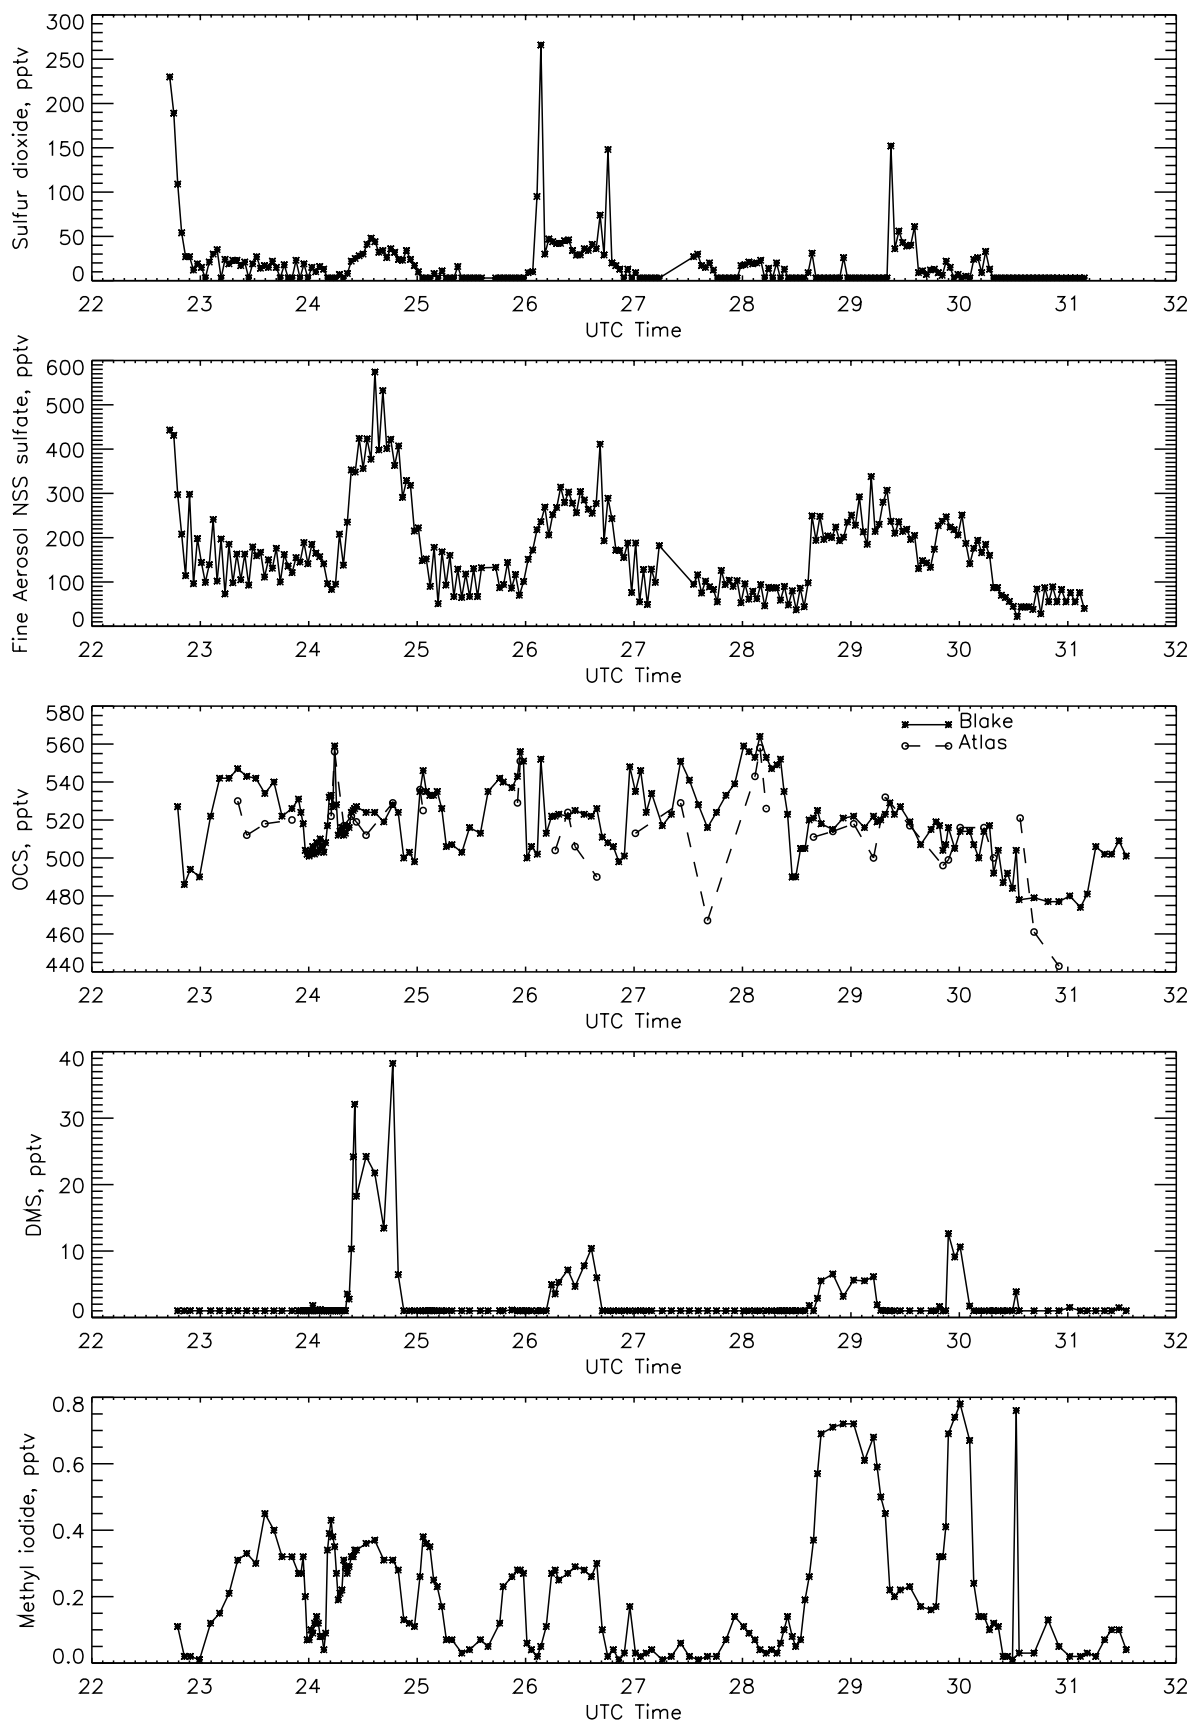 Sulfur dioxide, pptv
300
250
200
150
100
50
0
22 23 24 25 26 27 28 29 30 31 32
UTC Time
Fine Aerosol NSS sulfate, pptv
600
500
400
300
200
100
0
22 23 24 25 26 27 28 29 30 31 32
UTC Time
OCS, pptv
580
560
540
520
500
480
460
440
Blake
Atlas
22 23 24 25 26 27 28 29 30 31 32
UTC Time
DMS, pptv
40
30
20
10
0
22 23 24 25 26 27 28 29 30 31 32
UTC Time
Methyl iodide, pptv
0.8
0.6
0.4
0.2
0.0
22 23 24 25 26 27 28 29 30 31 32
UTC Time